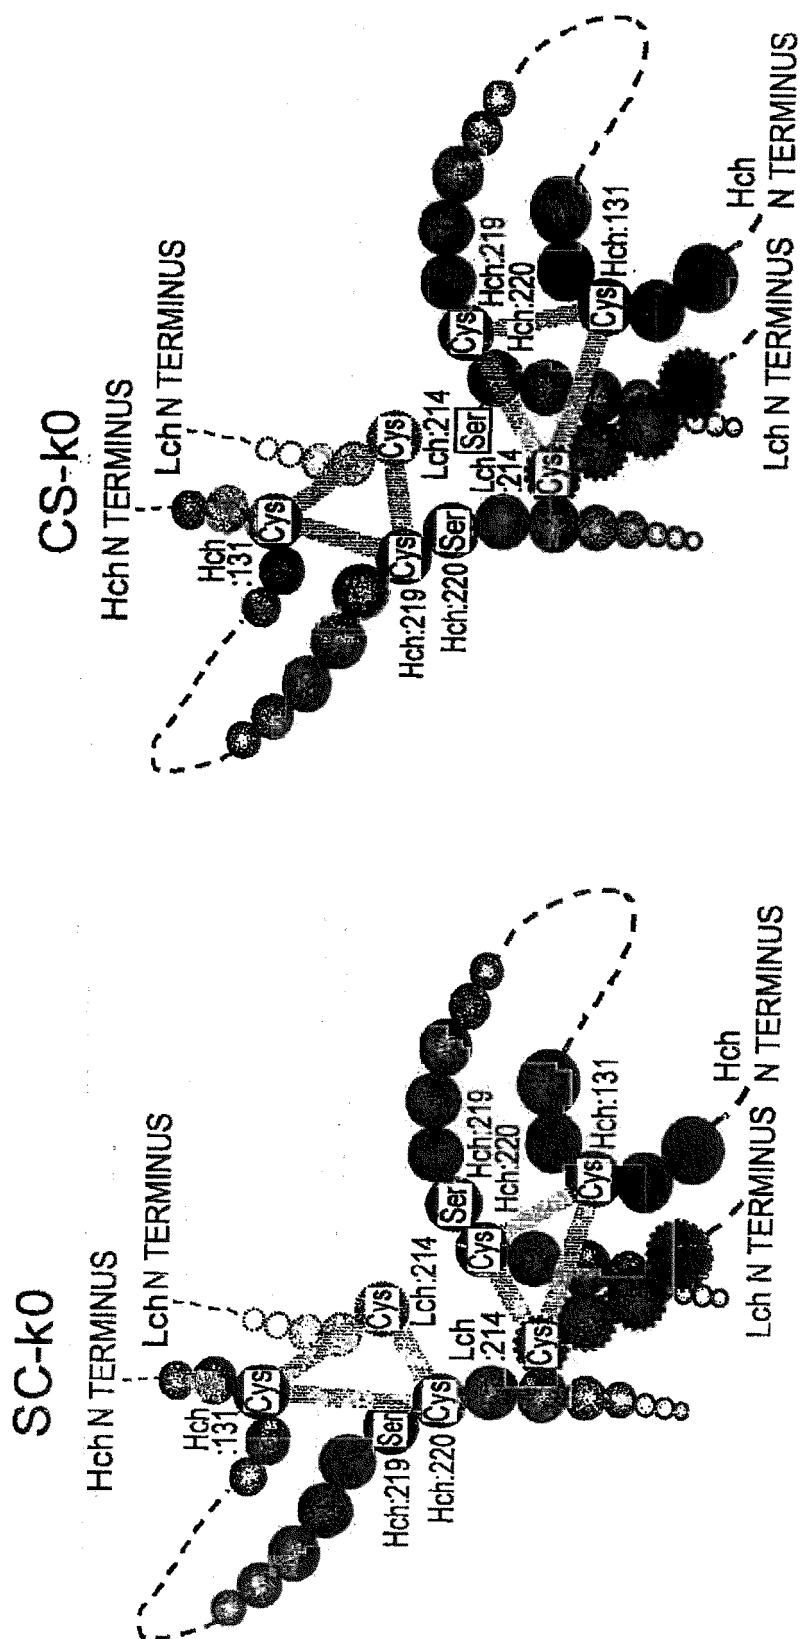 SC-k0
Hch N TERMINUS
Lch N TERMINUS
Hch
:131
Cys
Cys
Lch:214
Ser
Hch:219
Cys
Hch:220
Lch
:214
Cys
Cys
Ser
Hch:219
Hch:220
Cys
Hch:131
Hch
N TERMINUS
Lch N TERMINUS
CS-k0
Hch N TERMINUS
Lch N TERMINUS
Hch
:131
Cys
Cys
Lch:214
Cys
Hch:219
Ser
Hch:220
Lch
:214
Cys
Ser
Cys
Hch:219
Hch:220
Cys
Hch:131
Hch
N TERMINUS
Lch N TERMINUS